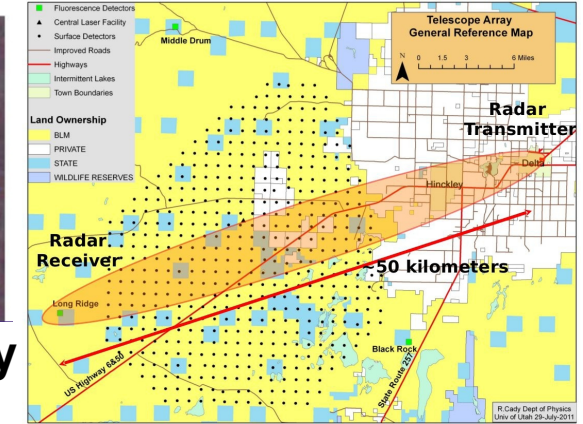 Fluorescence Detectors
Central Laser Facility
Surface Detectors
Improved Roads
Highways
Intermittent Lakes
Town Boundaries
Land Ownership
BLM
PRIVATE
STATE
WILDLIFE RESERVES
Middle Drum
Telescope Array
General Reference Map
N
0 1.5 3 6 Miles
Radar
Transmitter
Delta
Hinckley
Radar
Receiver
~50 kilometers
Long Ridge
y
US Highway 6&50
Black Rock
State Route 257
R.Cady Dept of Physics
Univ of Utah 29-July-2011